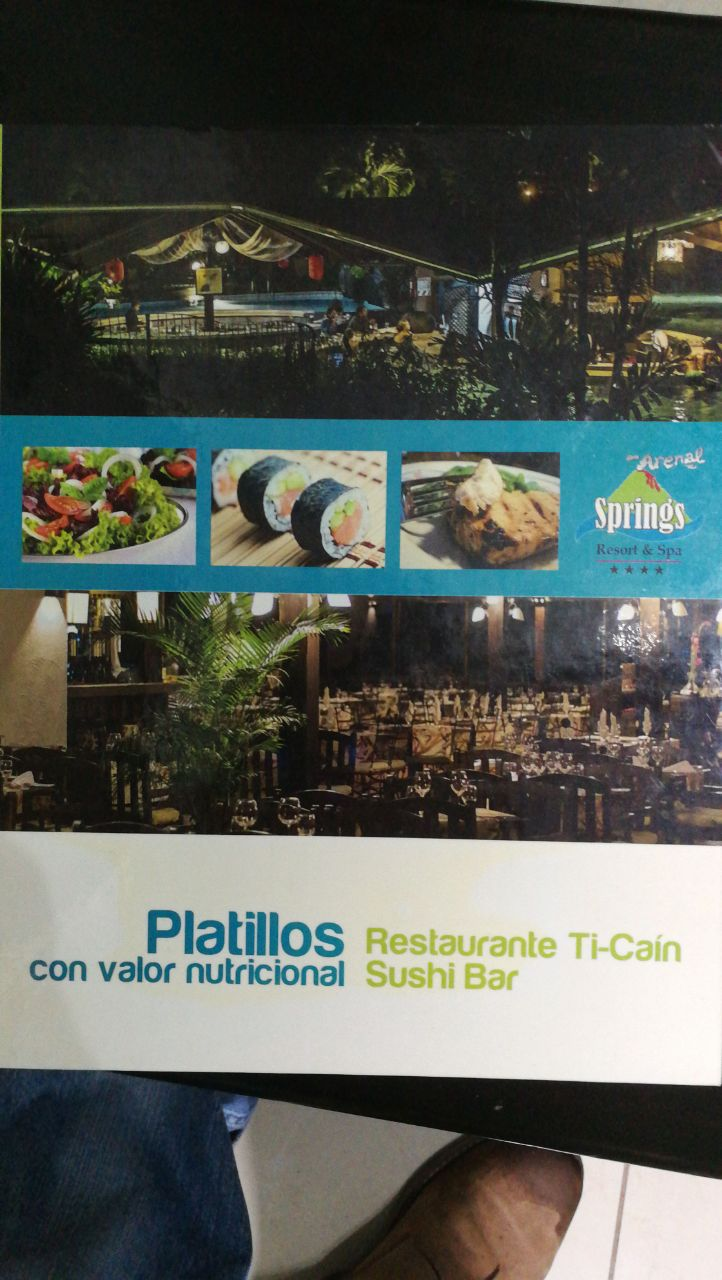 Arenal
Springs
Resort & Spa
Platillos
con valor nutricional
Restaurante Ti-Caín
Sushi Bar